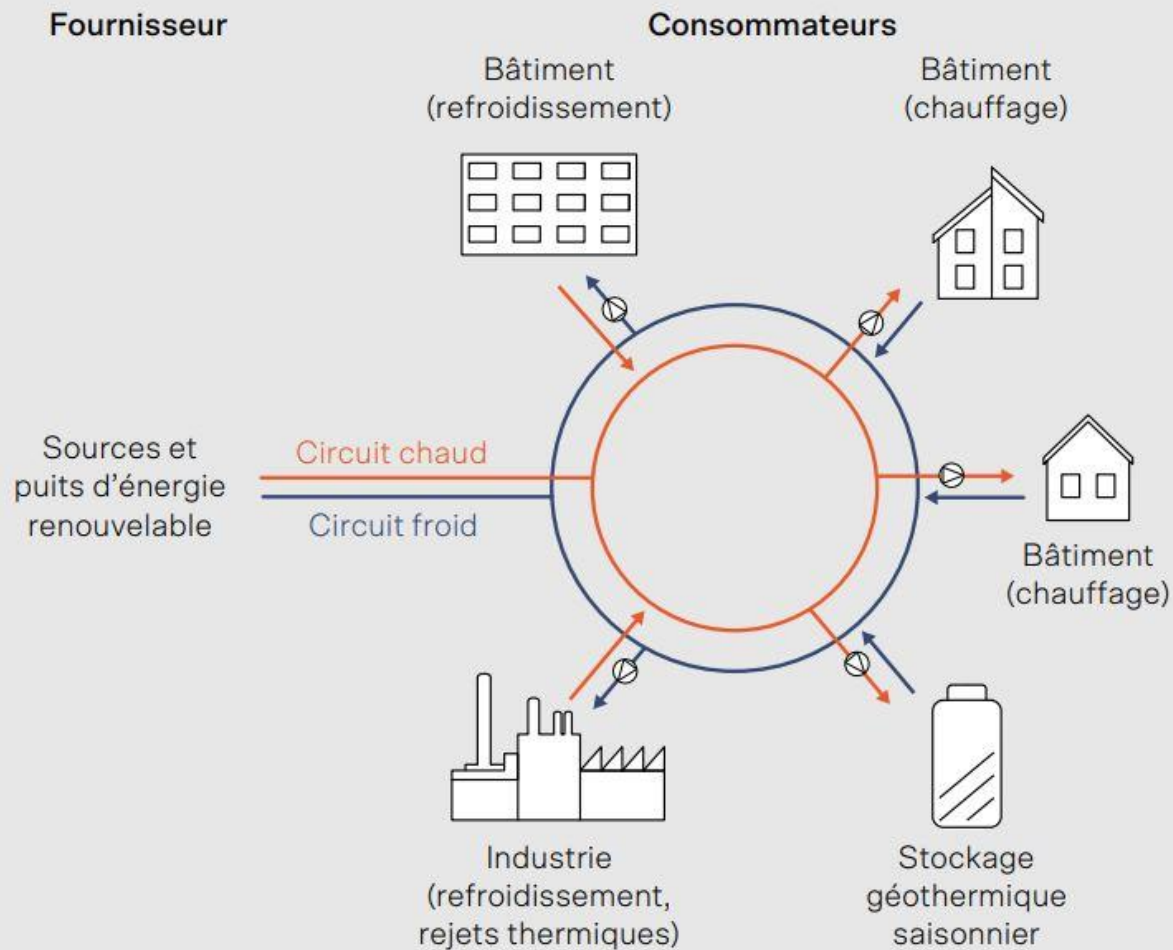 Fournisseur
Consommateurs
Bâtiment
(refroidissement)
Bâtiment
(chauffage)
Sources et
puits d'énergie
renouvelable
Circuit chaud
Circuit froid
Bâtiment
(chauffage)
Industrie
(refroidissement,
rejets thermiques)
Stockage
géothermique
saisonnier